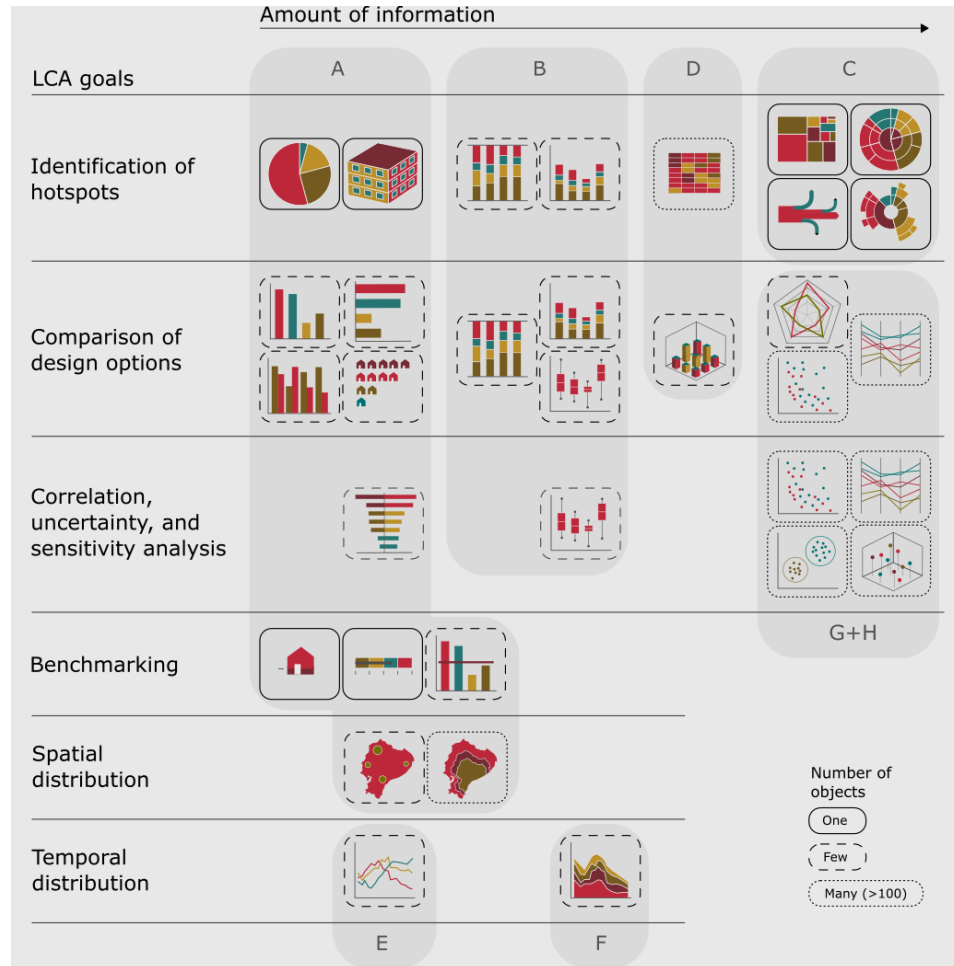 Amount of information
LCA goals
A
B
D
C
Identification of
hotspots
Comparison of
design options
Correlation,
uncertainty, and
sensitivity analysis
G+H
Benchmarking
Spatial
distribution
Number of
objects
One
Few
Many (>100)
Temporal
distribution
E
F